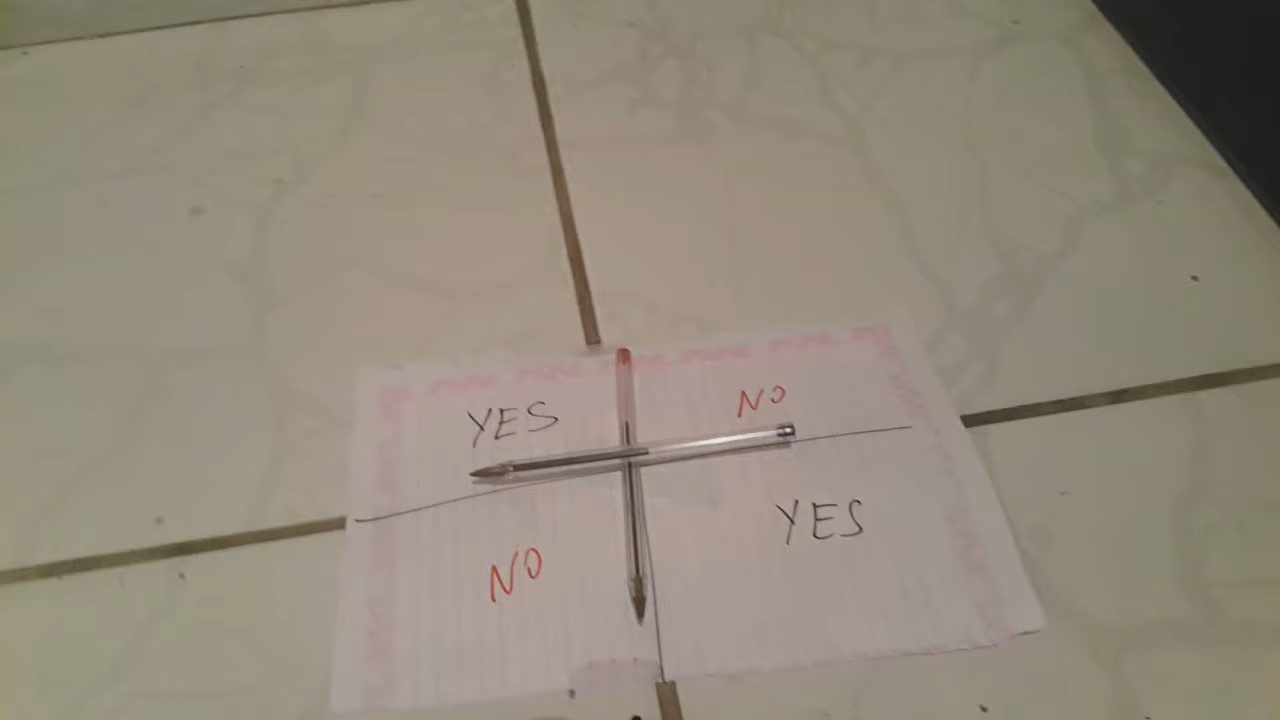 YES NO
NO YES